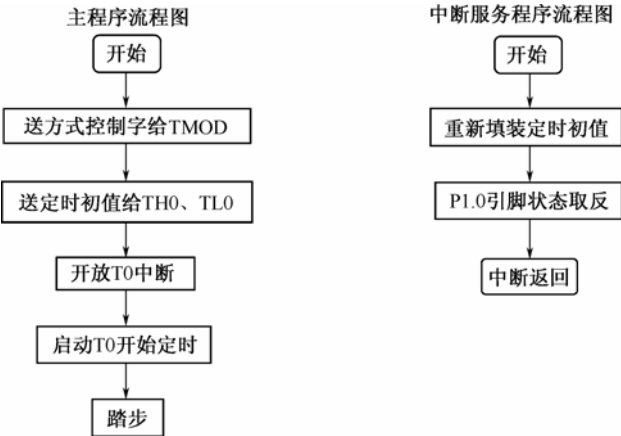 主程序流程图
开始
送方式控制字给TMOD
送定时初值给TH0、TL0
开放T0中断
启动T0开始定时
踏步
中断服务程序流程图
开始
重新填装定时初值
P1.0引脚状态取反
中断返回